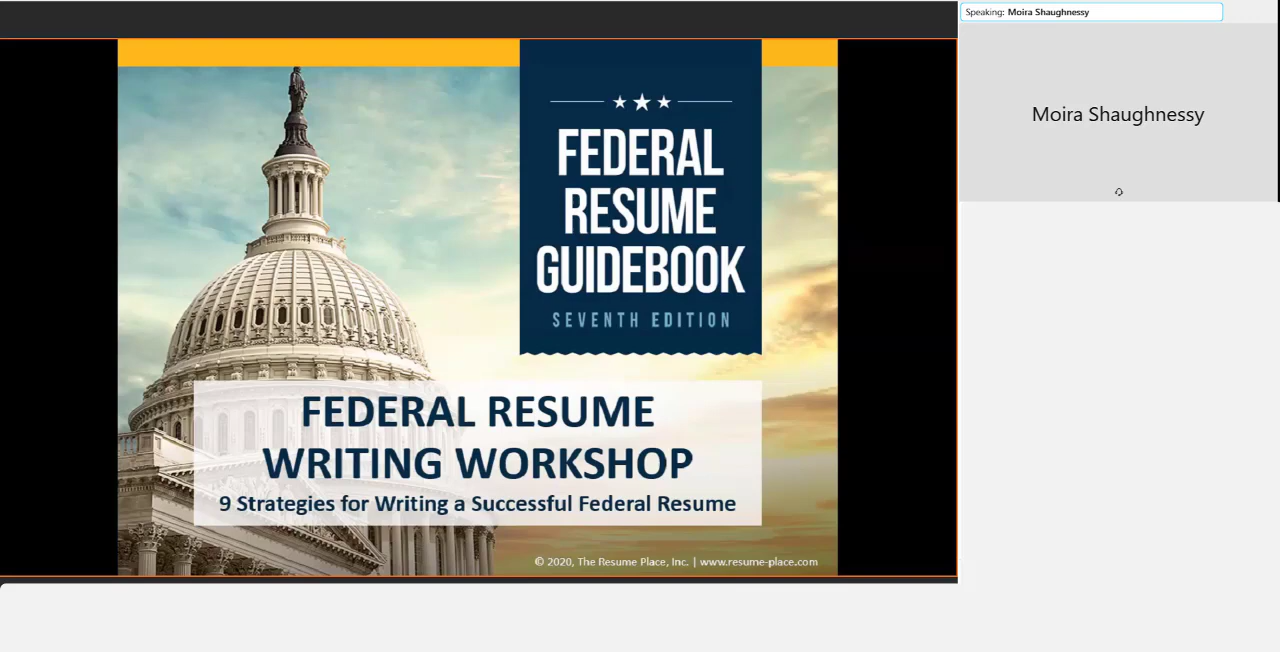 Speaking: Moira Shaughnessy
Moira Shaughnessy
FEDERAL
RESUME
GUIDEBOOK
SEVENTH EDITION
FEDERAL RESUME
WRITING WORKSHOP
9 Strategies for Writing a Successful Federal Resume
© 2020, The Resume Place, Inc. | www.resume-place.com